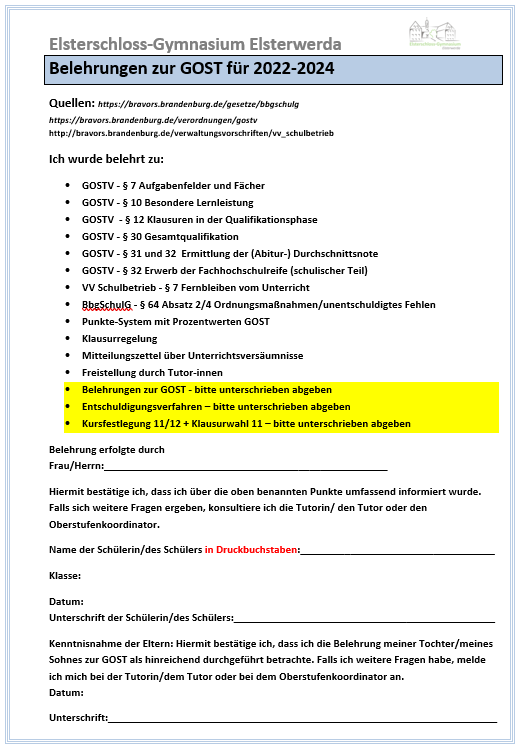 Elsterschloss-Gymnasium Elsterwerda
Elsterschloss-Gymnasium
Belehrungen zur GOST für 2022-2024
Quellen: https://bravors.brandenburg.de/gesetze/bbgschulg
https://bravors.brandenburg.de/verordnungen/gostv
http://bravors.brandenburg.de/verwaltungsvorschriften/vv_schulbetrieb
Ich wurde belehrt zu:
• GOSTV - § 7 Aufgabenfelder und Fächer
• GOSTV - § 10 Besondere Lernleistung
• GOSTV - § 12 Klausuren in der Qualifikationsphase
• GOSTV - § 30 Gesamtqualifikation
• GOSTV - § 31 und 32 Ermittlung der (Abitur-) Durchschnittsnote
• GOSTV - § 32 Erwerb der Fachhochschulreife (schulischer Teil)
• VV Schulbetrieb - § 7 Fernbleiben vom Unterricht
• BbgSchulG - § 64 Absatz 2/4 Ordnungsmaßnahmen/unentschuldigtes Fehlen
• Punkte-System mit Prozentwerten GOST
• Klausurregelung
• Mitteilungszettel über Unterrichtsversäumnisse
• Freistellung durch Tutor-innen
• Belehrungen zur GOST - bitte unterschrieben abgeben
• Entschuldigungsverfahren – bitte unterschrieben abgeben
• Kursfestlegung 11/12 + Klausurwahl 11 – bitte unterschrieben abgeben
Belehrung erfolgte durch
Frau/Herrn:____________________
Hiermit bestätige ich, dass ich über die oben benannten Punkte umfassend informiert wurde.
Falls sich weitere Fragen ergeben, konsultiere ich die Tutorin/ den Tutor oder den
Oberstufenkoordinator.
Name der Schülerin/des Schülers in Druckbuchstaben:____________________
Klasse:
Datum:
Unterschrift der Schülerin/des Schülers:____________________
Kenntnisnahme der Eltern: Hiermit bestätige ich, dass ich die Belehrung meiner Tochter/meines
Sohnes zur GOST als hinreichend durchgeführt betrachte. Falls ich weitere Fragen habe, melde
ich mich bei der Tutorin/dem Tutor oder bei dem Oberstufenkoordinator an.
Datum:
Unterschrift:____________________